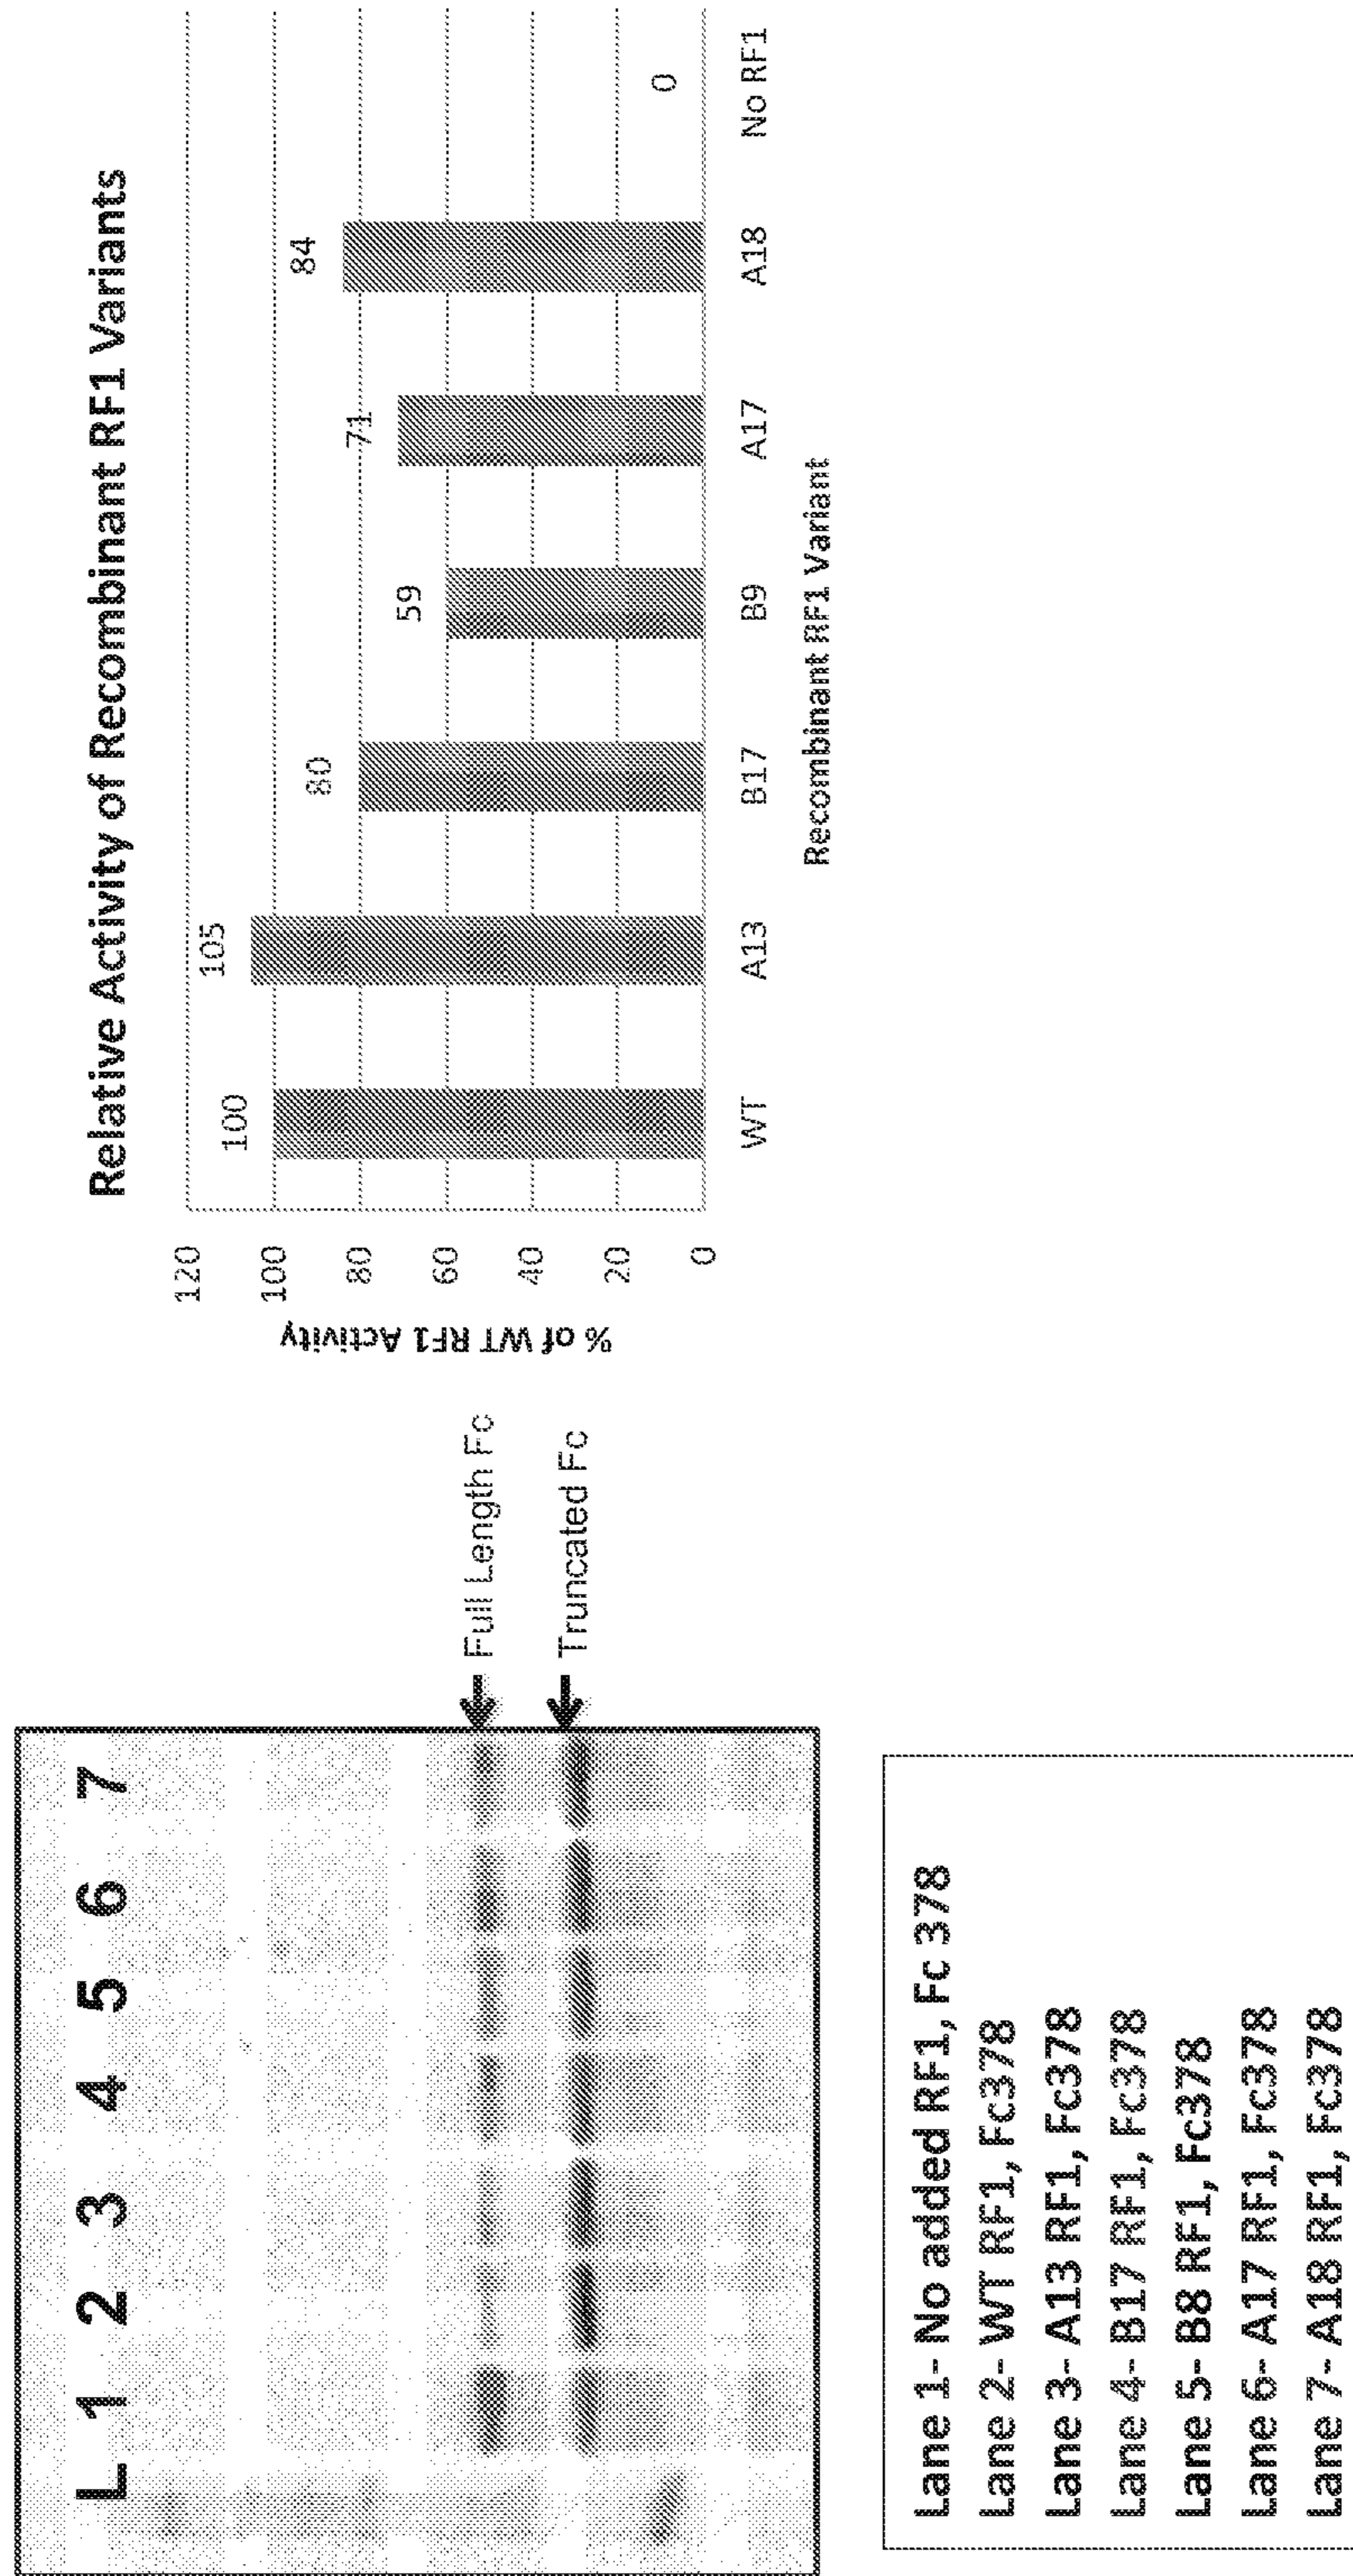 L 1 2 3 4 5 6 7
Full Length Fc
Truncated Fc
Lane 1- No added RF1, Fc 378
Lane 2- WT RF1, Fc378
Lane 3- A13 RF1, Fc378
Lane 4- B17 RF1, Fc378
Lane 5- B8 RF1, Fc378
Lane 6- A17 RF1, Fc378
Lane 7- A18 RF1, Fc378
Relative Activity of Recombinant RF1 Variants
% of WT RF1 Activity
120
100
80
60
40
20
0
100
105
80
59
71
84
0
WT A13 B17 B9 A17 A18 No RF1
Recombinant RF1 Variant